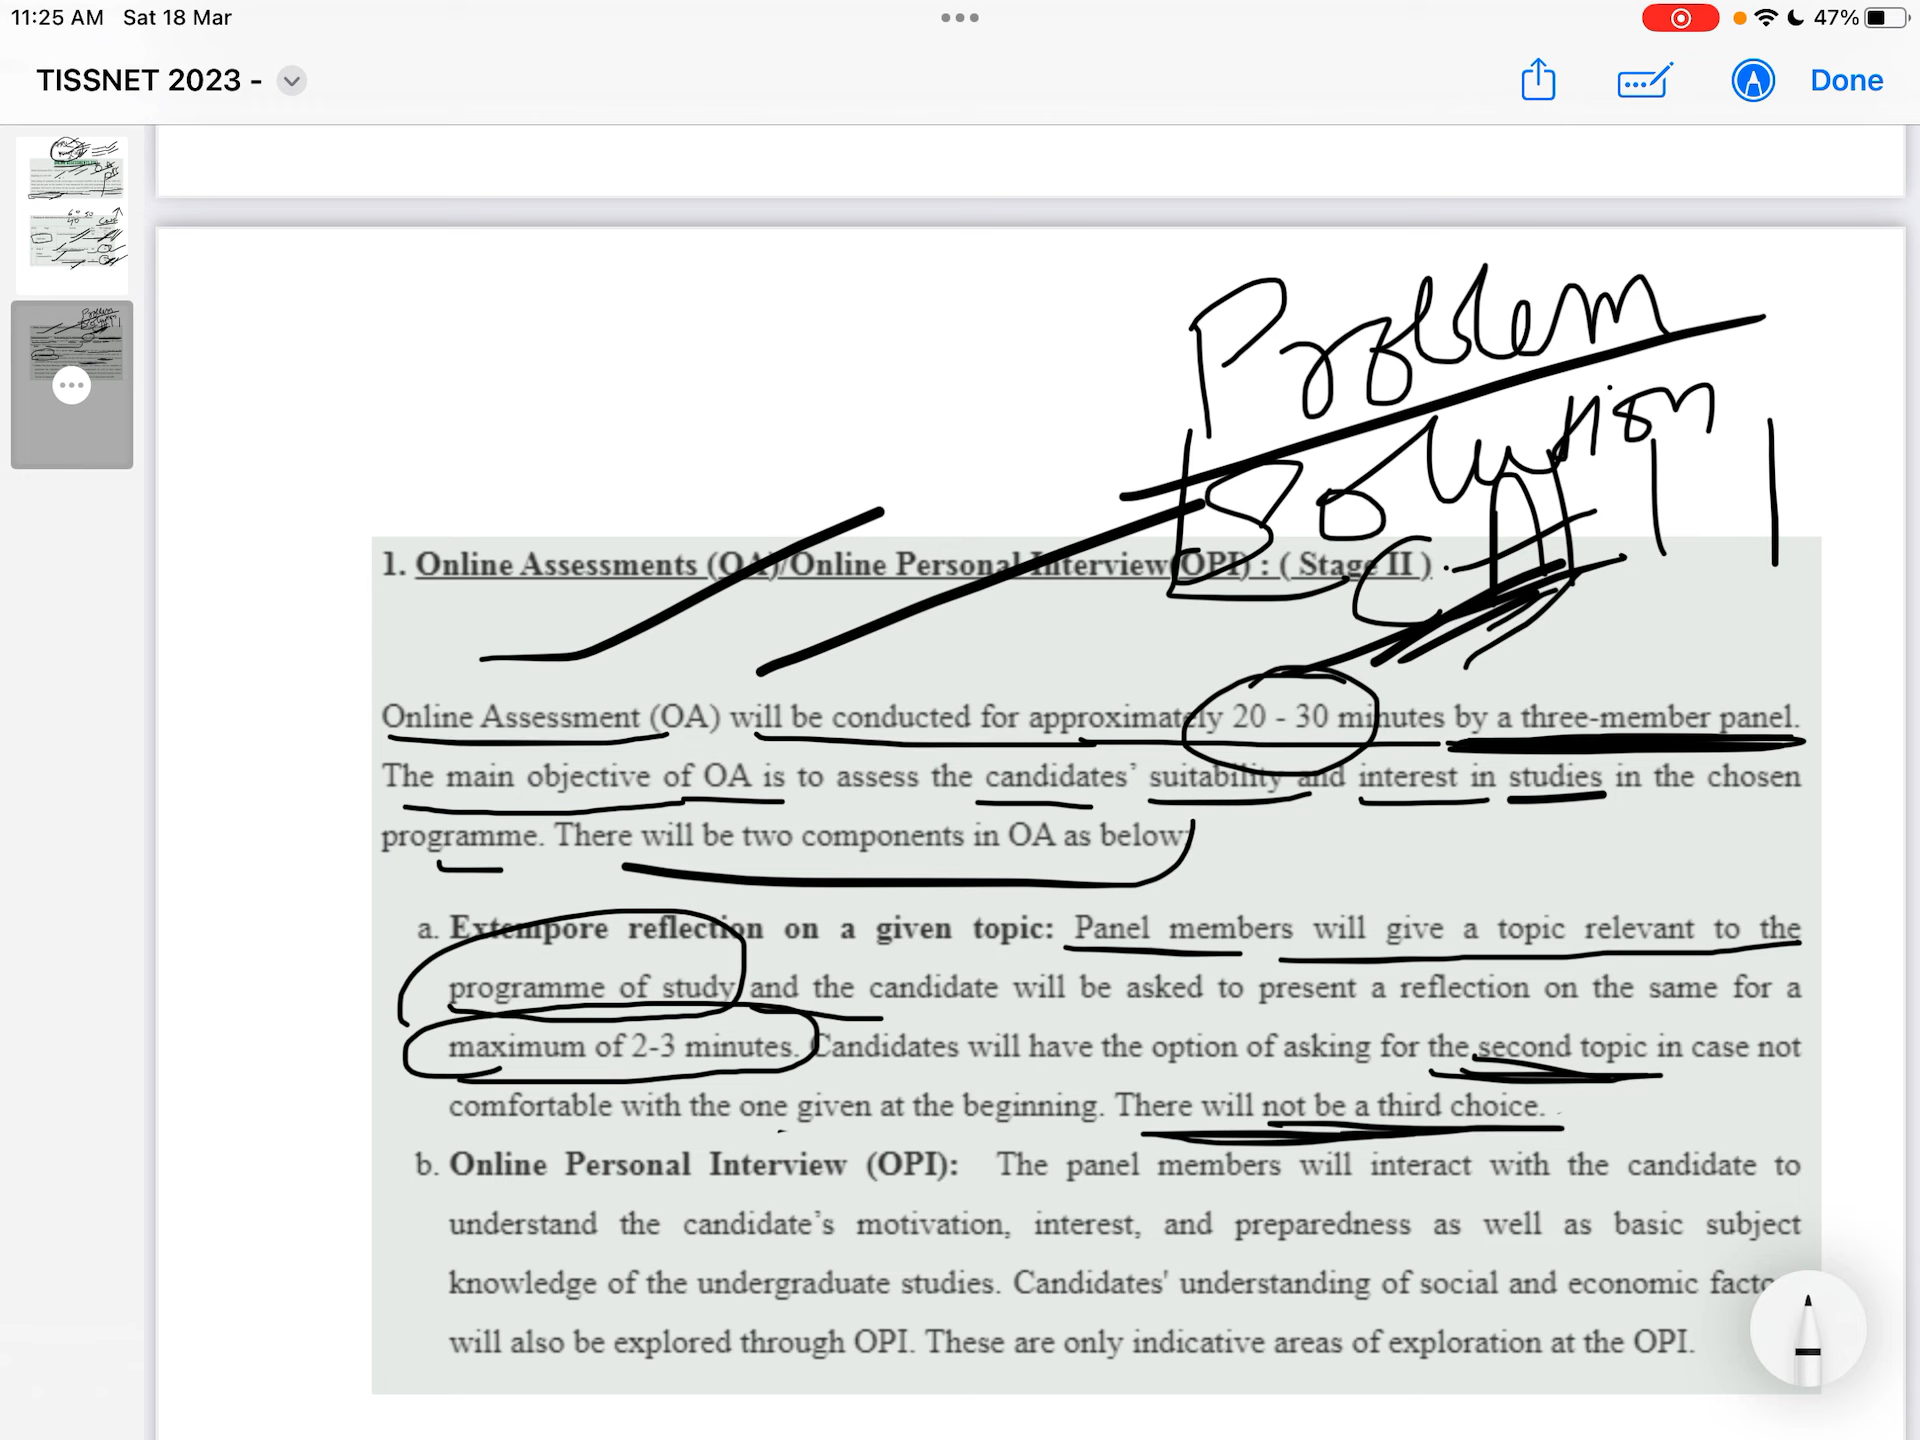 11:25 AM Sat 18 Mar
47%
TISSNET 2023 -
Done
Problem
Solution
1. Online Assessments (OA)/Online Personal Interview(OPI) : ( Stage II ).
Online Assessment (OA) will be conducted for approximately 20 - 30 minutes by a three-member panel.
The main objective of OA is to assess the candidates’ suitability and interest in studies in the chosen
programme. There will be two components in OA as below:
a. Extempore reflection on a given topic: Panel members will give a topic relevant to the
programme of study and the candidate will be asked to present a reflection on the same for a
maximum of 2-3 minutes. Candidates will have the option of asking for the second topic in case not
comfortable with the one given at the beginning. There will not be a third choice.
b. Online Personal Interview (OPI): The panel members will interact with the candidate to
understand the candidate’s motivation, interest, and preparedness as well as basic subject
knowledge of the undergraduate studies. Candidates' understanding of social and economic
will also be explored through OPI. These are only indicative areas of exploration at the OPI.